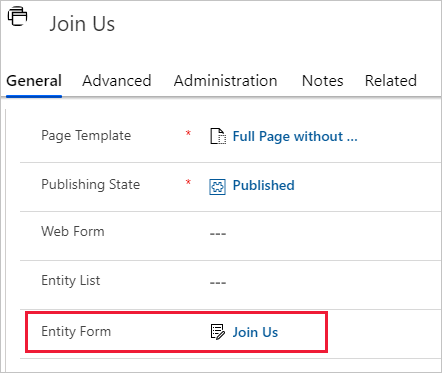 Join Us
General Advanced Administration Notes Related
Page Template * Full Page without ...
Publishing State * Published
Web Form ---
Entity List ---
Entity Form Join Us